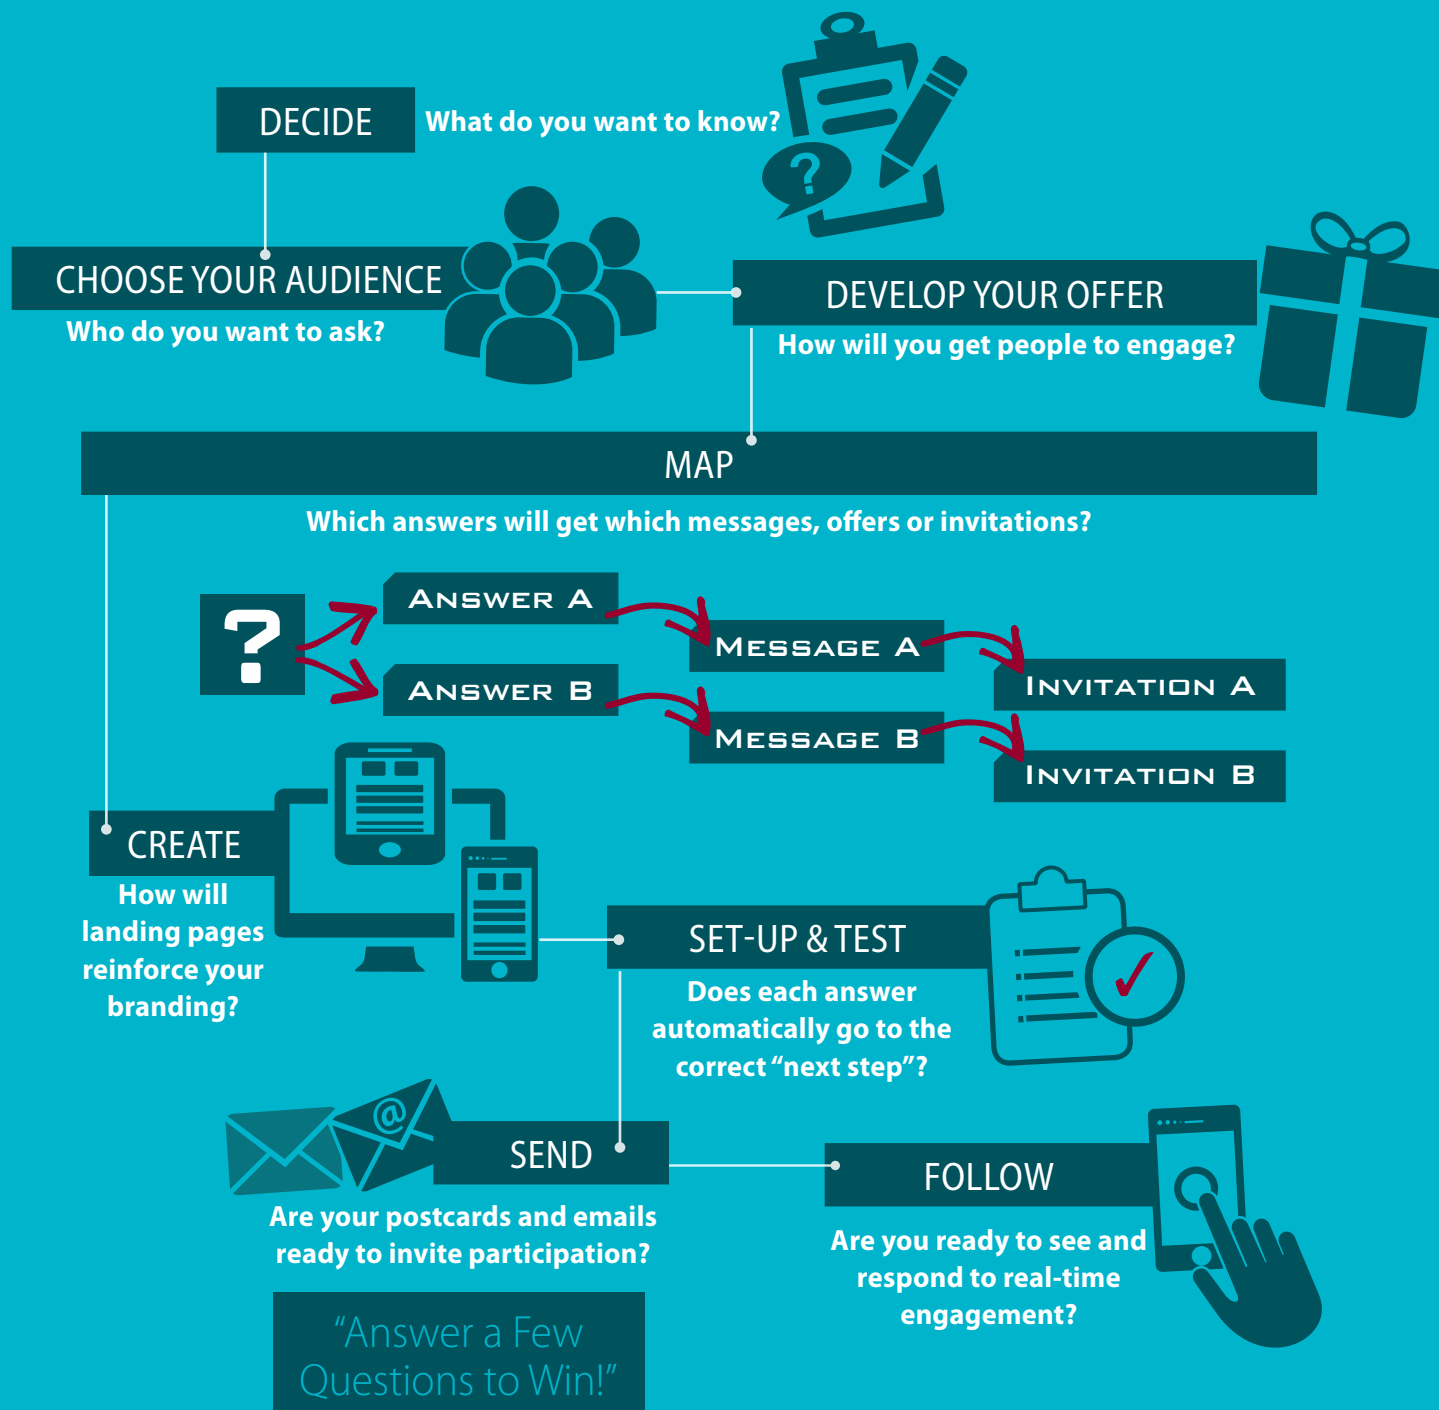 DECIDE
What do you want to know?
?
CHOOSE YOUR AUDIENCE
Who do you want to ask?
DEVELOP YOUR OFFER
How will you get people to engage?
MAP
Which answers will get which messages, offers or invitations?
?
ANSWER A
MESSAGE A
INVITATION A
ANSWER B
MESSAGE B
INVITATION B
CREATE
How will
landing pages
reinforce your
branding?
SET-UP & TEST
Does each answer
automatically go to the
correct “next step”?
@
SEND
Are your postcards and emails
ready to invite participation?
“Answer a Few
Questions to Win!”
FOLLOW
Are you ready to see and
respond to real-time
engagement?